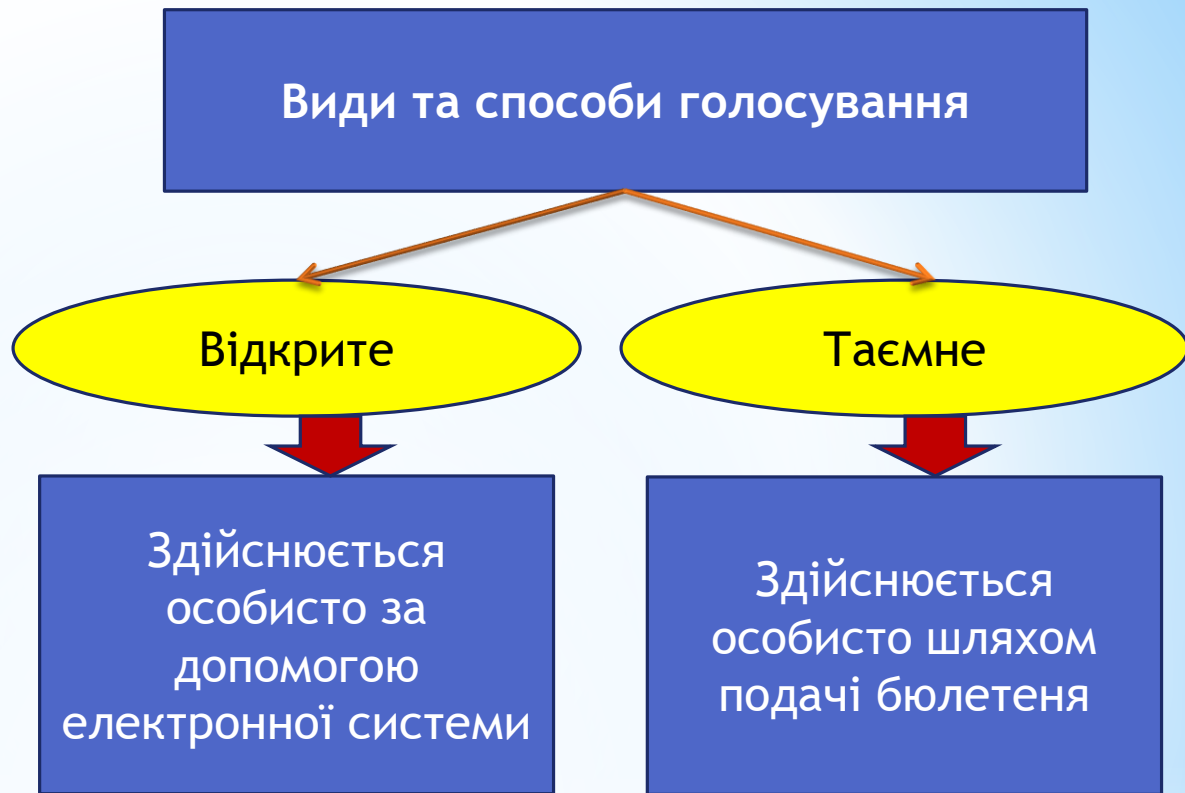 Види та способи голосування
Відкрите
Таємне
Здійснюється
особисто за
допомогою
електронної системи
Здійснюється
особисто шляхом
подачі бюлетеня